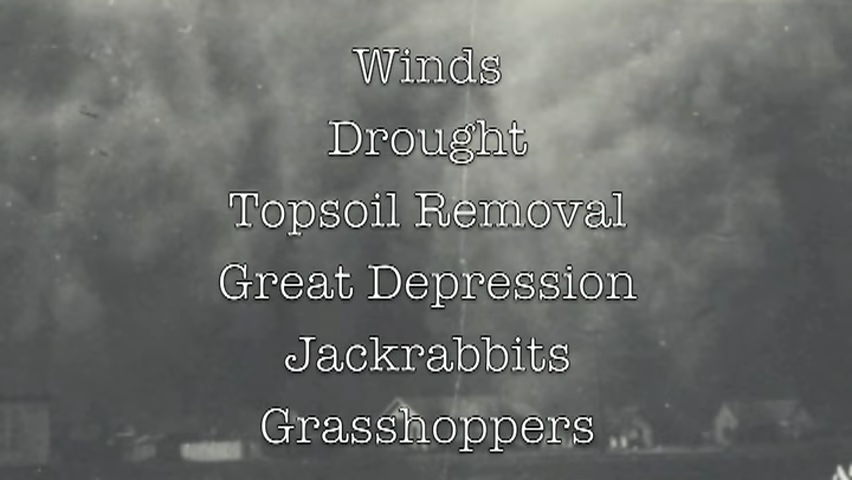 Winds
Drought
Topsoil Removal
Great Depression
Jackrabbits
Grasshoppers